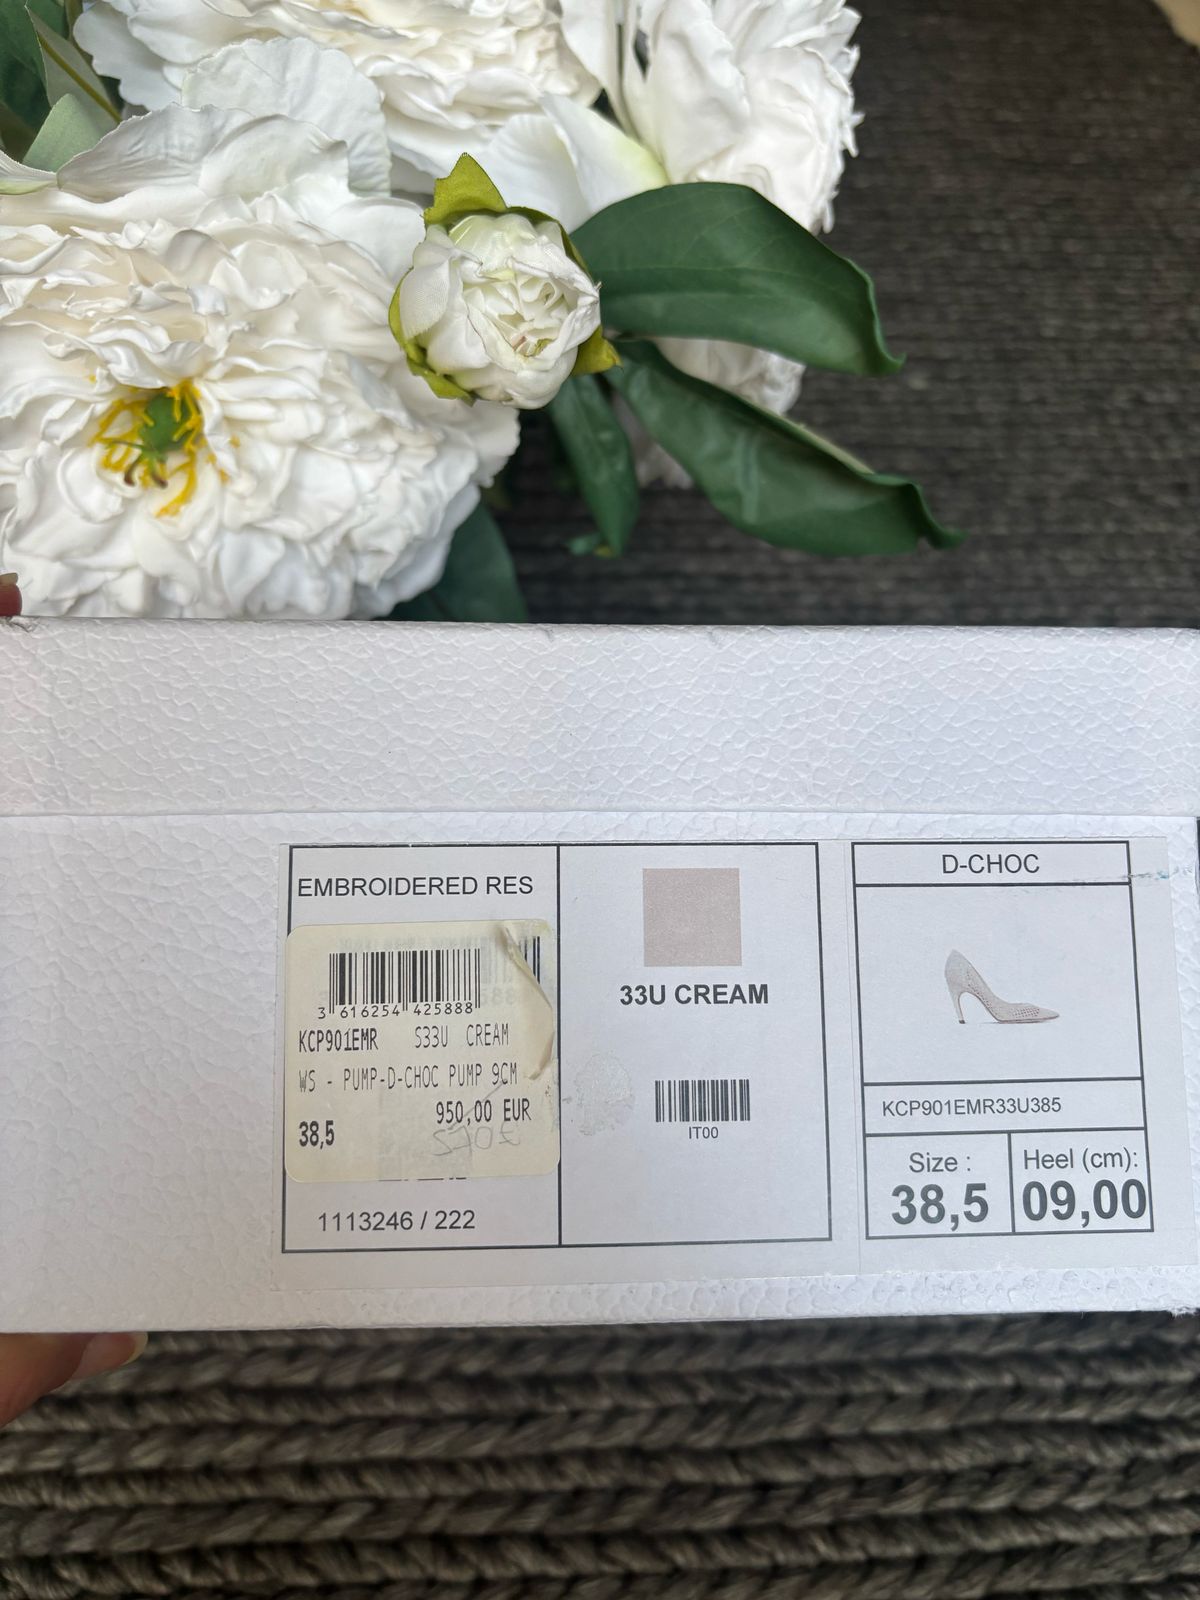 EMBROIDERED RES
3 616254 425888
KCP901EMR S33U CREAM
WS - PUMP-D-CHOC PUMP 9CM
950,00 EUR
38,5
1113246 / 222
33U CREAM
IT00
D-CHOC
KCP901EMR33U385
Size :
38,5
Heel (cm):
09,00